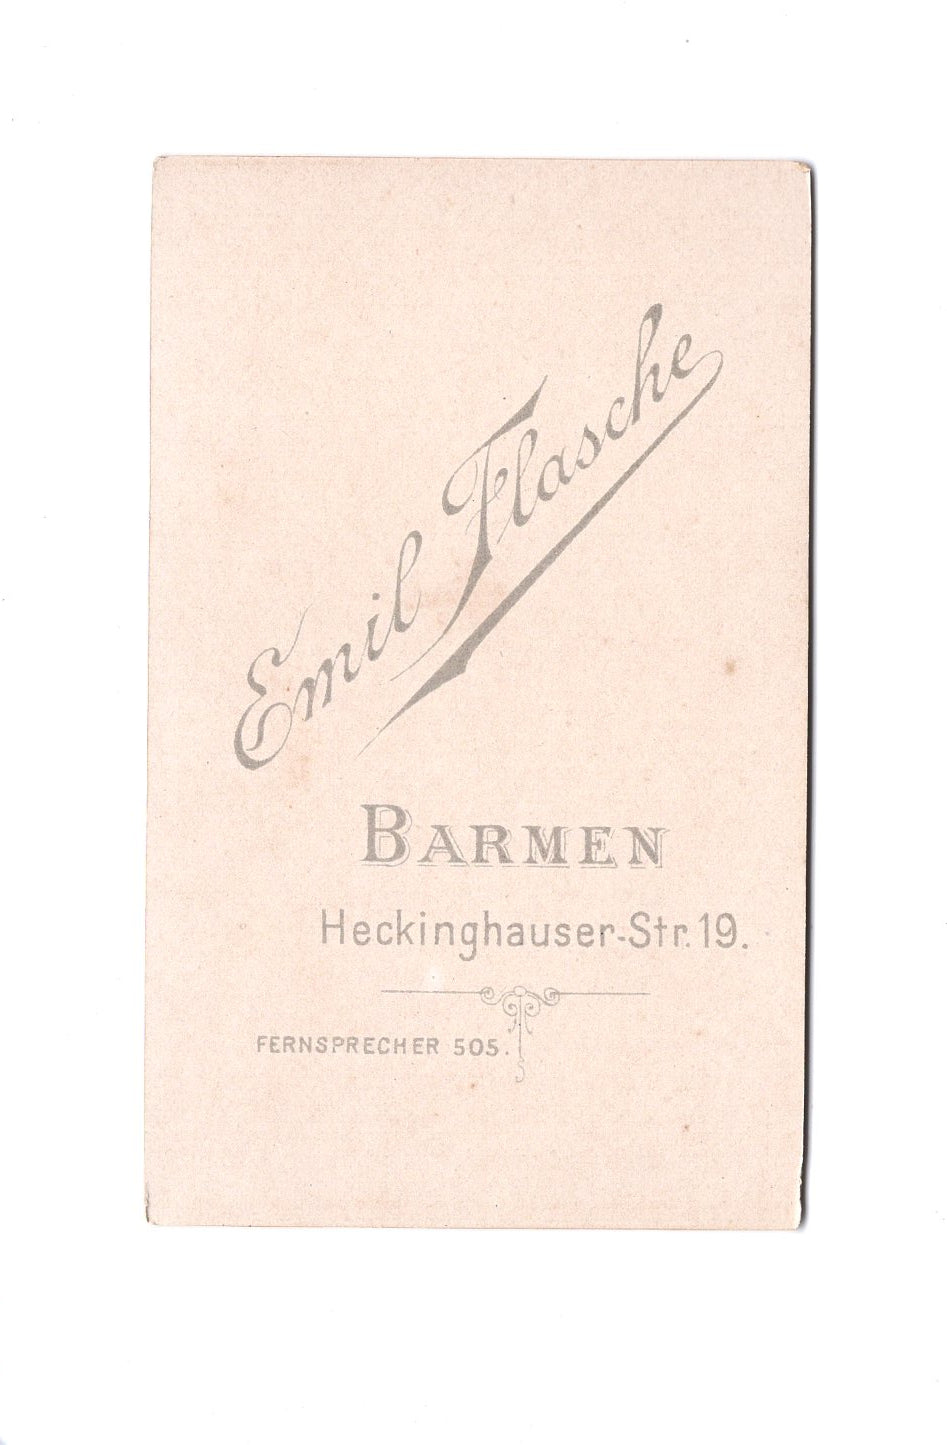 Emil Flasche
BARMEN
Heckinghauser-Str. 19.
FERNSPRECHER 505.